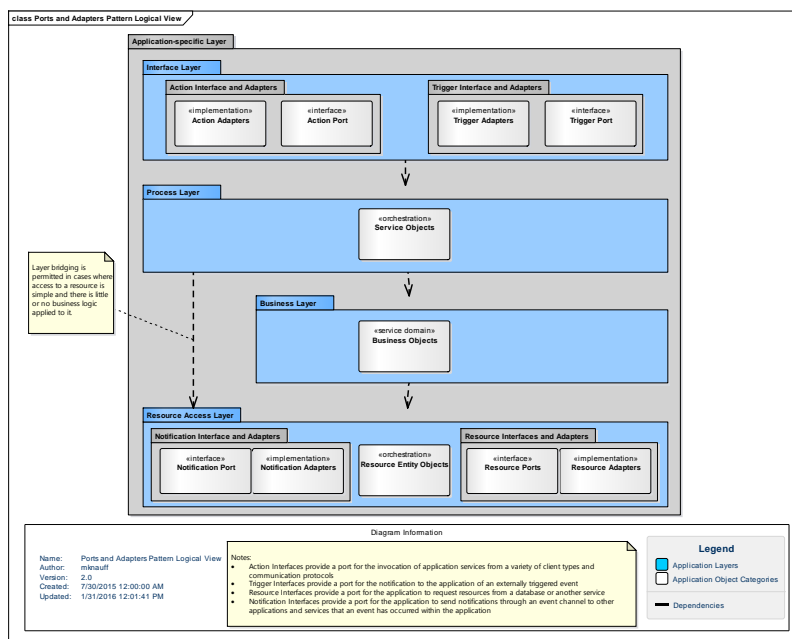 class Ports and Adapters Pattern Logical View
Application-specific Layer
Interface Layer
Action Interface and Adapters
«implementation»
Action Adapters
«interface»
Action Port
Trigger Interface and Adapters
«implementation»
Trigger Adapters
«interface»
Trigger Port
Process Layer
«orchestration»
Service Objects
Layer bridging is
permitted in cases where
access to a resource is
simple and there is little
or no business logic
applied to it.
Business Layer
«service domain»
Business Objects
Resource Access Layer
Notification Interface and Adapters
«interface»
Notification Port
«implementation»
Notification Adapters
«orchestration»
Resource Entity Objects
Resource Interfaces and Adapters
«interface»
Resource Ports
«implementation»
Resource Adapters
Diagram Information
Name: Ports and Adapters Pattern Logical View
Author: mknauff
Version: 2.0
Created: 7/30/2015 12:00:00 AM
Updated: 1/31/2016 12:01:41 PM
Notes:
• Action Interfaces provide a port for the invocation of application services from a variety of client types and
communication protocols
• Trigger Interfaces provide a port for the notification to the application of an externally triggered event
• Resource Interfaces provide a port for the application to request resources from a database or another service
• Notification Interfaces provide a port for the application to send notifications through an event channel to other
applications and services that an event has occurred within the application
Legend
Application Layers
Application Object Categories
Dependencies